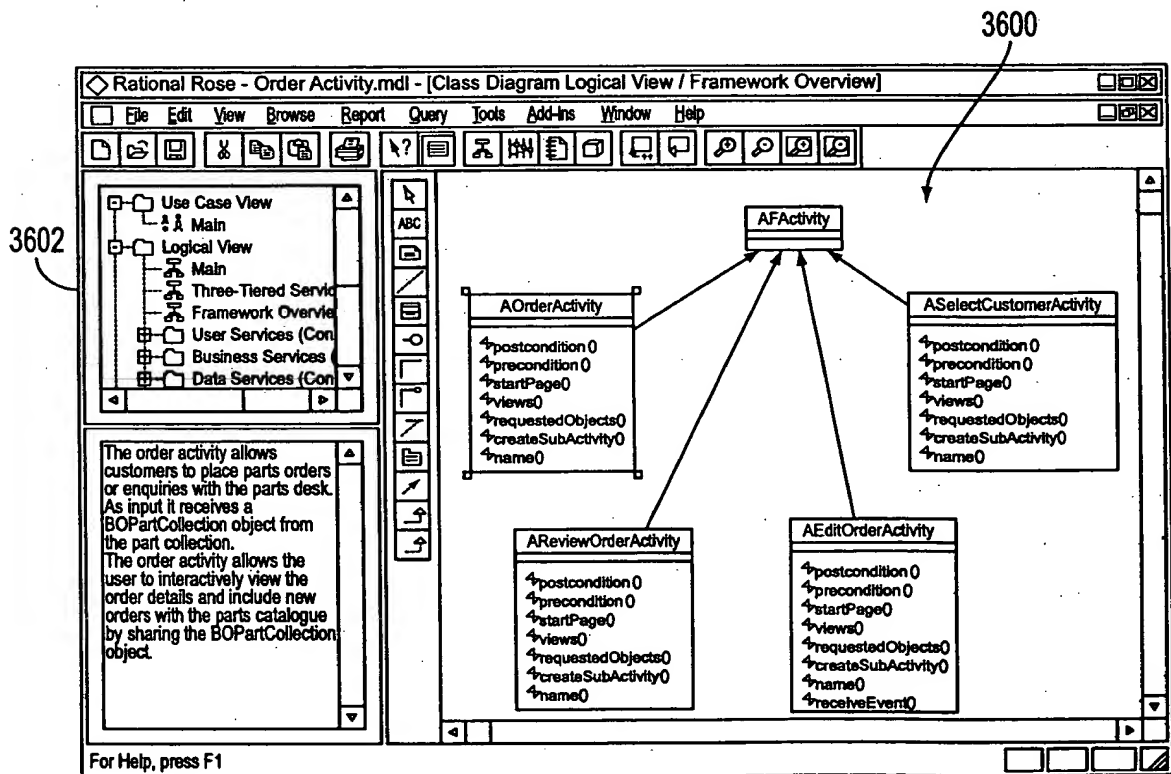 3600
Rational Rose - Order Activity.mdl - [Class Diagram Logical View / Framework Overview]
File Edit View Browse Report Query Tools Add-Ins Window Help
3602
Use Case View
Main
Logical View
Main
Three-Tiered Servic
Framework Overvie
User Services (Con
Business Services (
Data Services (Con
The order activity allows
customers to place parts orders
or enquiries with the parts desk.
As input it receives a
BOPartCollection object from
the part collection.
The order activity allows the
user to interactively view the
order details and include new
orders with the parts catalogue
by sharing the BOPartCollection
object.
ABC
AFActivity
AOrderActivity
postcondition ()
precondition ()
startPage()
views()
requestedObjects()
createSubActivity()
name()
ASelectCustomerActivity
postcondition ()
precondition ()
startPage()
views()
requestedObjects()
createSubActivity()
name()
AReviewOrderActivity
postcondition ()
precondition ()
startPage()
views()
requestedObjects()
createSubActivity()
name()
AEditOrderActivity
postcondition ()
precondition ()
startPage()
views()
requestedObjects()
createSubActivity()
name()
receiveEvent()
For Help, press F1